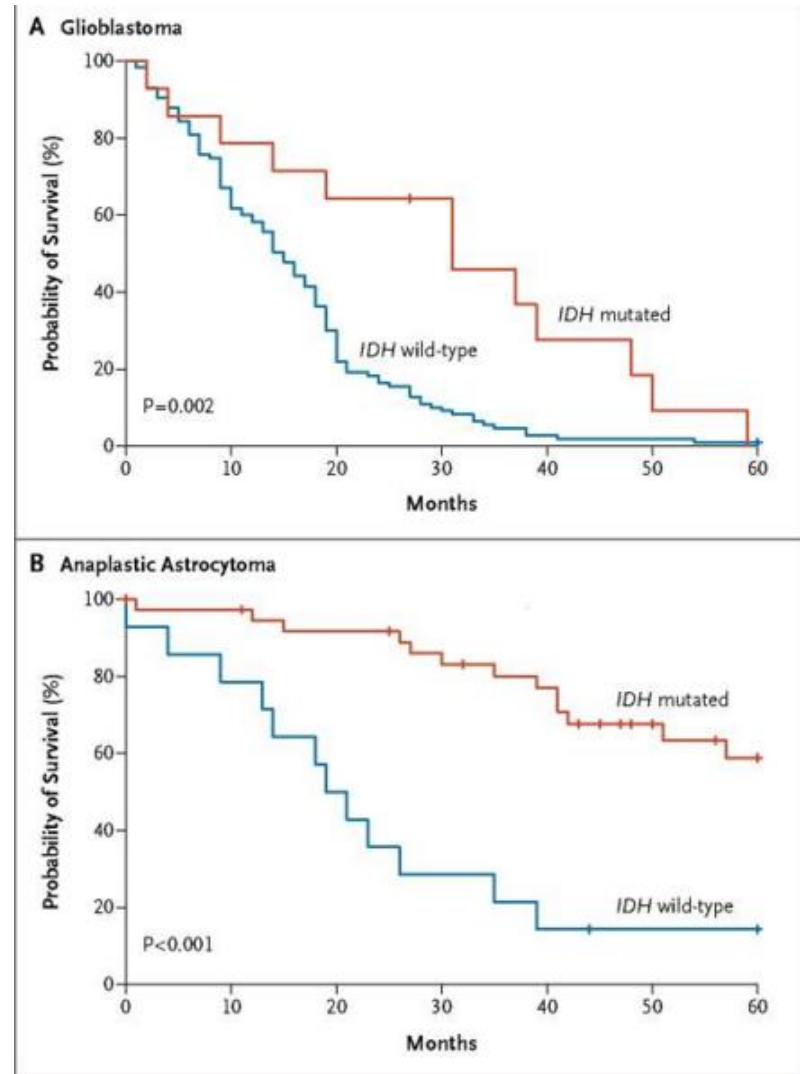 A Glioblastoma
100
80
60
40
20
0
Probability of Survival (%)
IDH mutated
IDH wild-type
P=0.002
0 10 20 30 40 50 60
Months
B Anaplastic Astrocytoma
100
80
60
40
20
0
Probability of Survival (%)
IDH mutated
IDH wild-type
P<0.001
0 10 20 30 40 50 60
Months